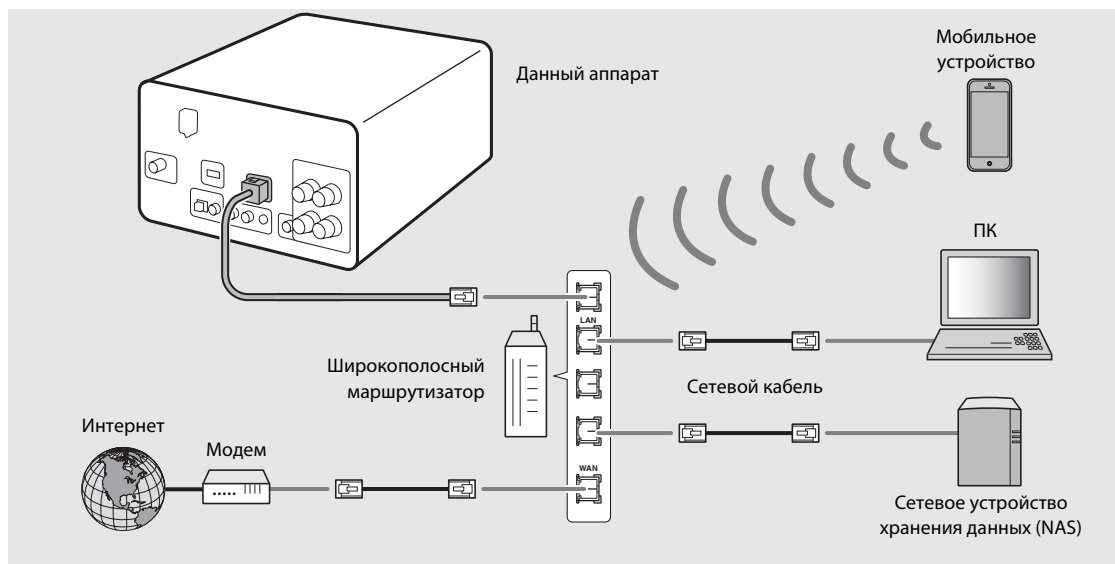 Мобильное
устройство
Данный аппарат
ПК
LAN
Широкополосный
маршрутизатор
Сетевой кабель
Интернет
Модем
WAN
Сетевое устройство
хранения данных (NAS)